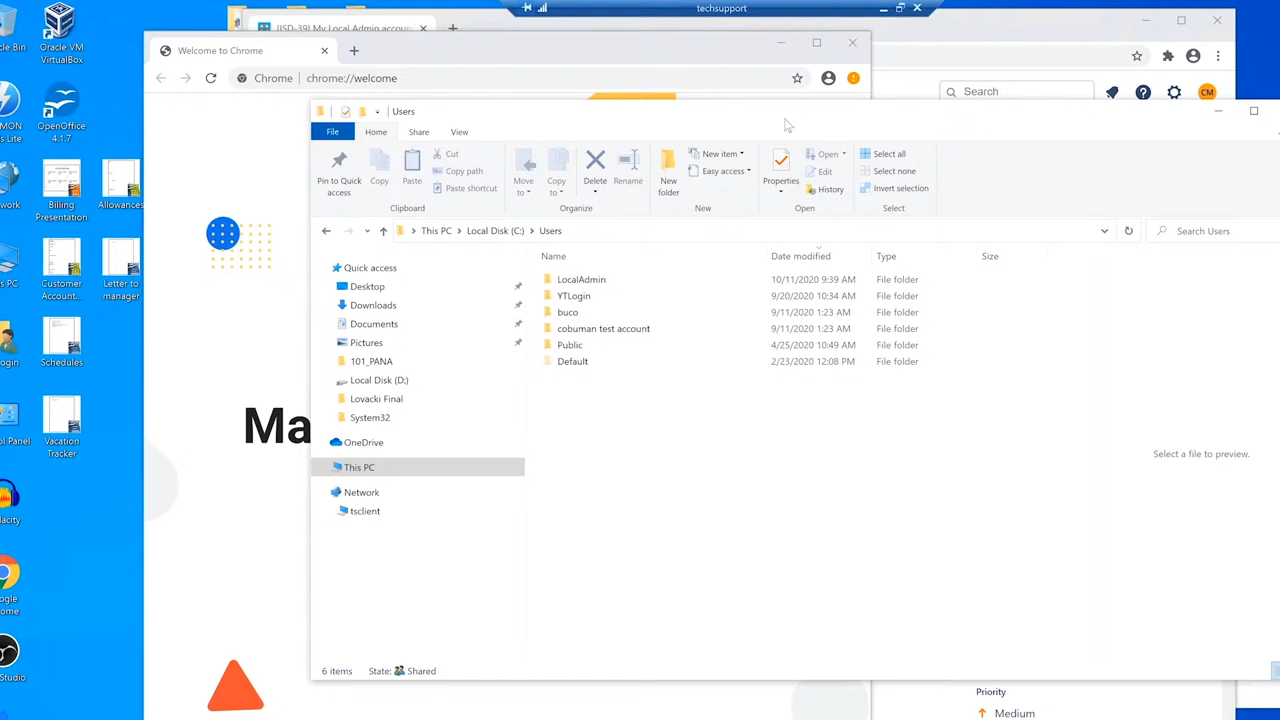 techsupport
[ISD-39] My Local Admin accou
Welcome to Chrome
Chrome
chrome://welcome
Search
CM
Users
File
Home
Share
View
Pin to Quick
access
Copy
Paste
Cut
Copy path
Paste shortcut
Clipboard
Move
to
Copy
to
Delete
Rename
Organize
New
folder
New item
Easy access
New
Properties
Open
Edit
History
Open
Select all
Select none
Invert selection
Select
This PC
Local Disk (C:)
Users
Search Users
Name
Date modified
Type
Size
LocalAdmin
10/11/2020 9:39 AM
File folder
YTLogin
9/20/2020 10:34 AM
File folder
buco
9/11/2020 1:23 AM
File folder
cobuman test account
9/11/2020 1:23 AM
File folder
Public
4/25/2020 10:49 AM
File folder
Default
2/23/2020 12:08 PM
File folder
Quick access
Desktop
Downloads
Documents
Pictures
101_PANA
Local Disk (D:)
Lovacki Final
System32
OneDrive
This PC
Network
tsclient
Select a file to preview.
6 items
State:
Shared
Ma
Priority
Medium
cle Bin
Oracle VM
VirtualBox
MON
s Lite
OpenOffice
4.1.7
work
Billing
Presentation
Allowances
s PC
Customer
Accoun...
Letter to
manager
ogin
Schedules
ol Panel
Vacation
Tracker
dacity
ogle
ome
Studio